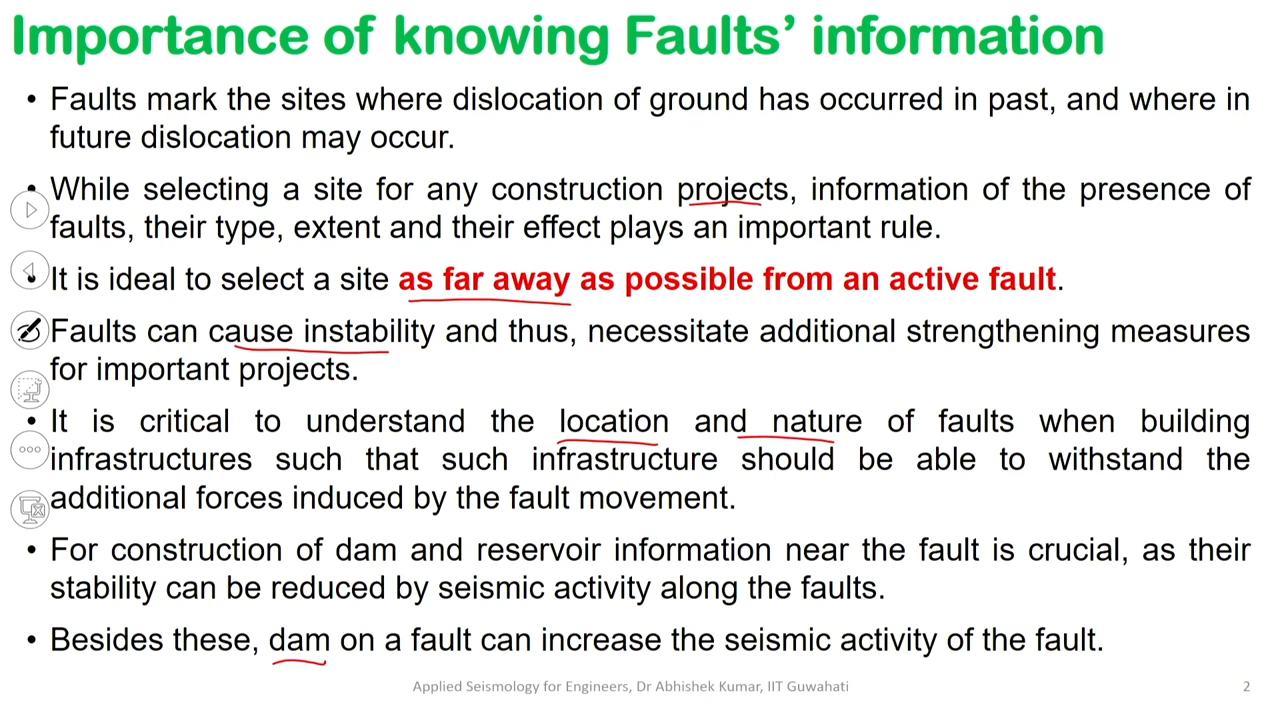 Importance of knowing Faults' information
• Faults mark the sites where dislocation of ground has occurred in past, and where in
future dislocation may occur.
• While selecting a site for any construction projects, information of the presence of
faults, their type, extent and their effect plays an important rule.
• It is ideal to select a site as far away as possible from an active fault.
Faults can cause instability and thus, necessitate additional strengthening measures
for important projects.
• It is critical to understand the location and nature of faults when building
infrastructures such that such infrastructure should be able to withstand the
additional forces induced by the fault movement.
• For construction of dam and reservoir information near the fault is crucial, as their
stability can be reduced by seismic activity along the faults.
• Besides these, dam on a fault can increase the seismic activity of the fault.
Applied Seismology for Engineers, Dr Abhishek Kumar, IIT Guwahati
2